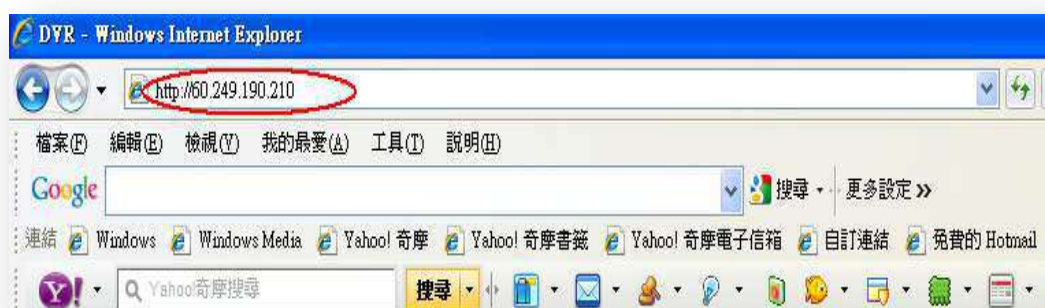 DVR - Windows Internet Explorer
http://60.249.190.210
檔案(F) 編輯(E) 檢視(V) 我的最愛(A) 工具(T) 說明(H)
Google 搜尋 更多設定 »
連結 Windows Windows Media Yahoo! 奇摩 Yahoo! 奇摩書籤 Yahoo! 奇摩電子信箱 自訂連結 免費的 Hotmail
Y! Yahoo!奇摩搜尋 搜尋